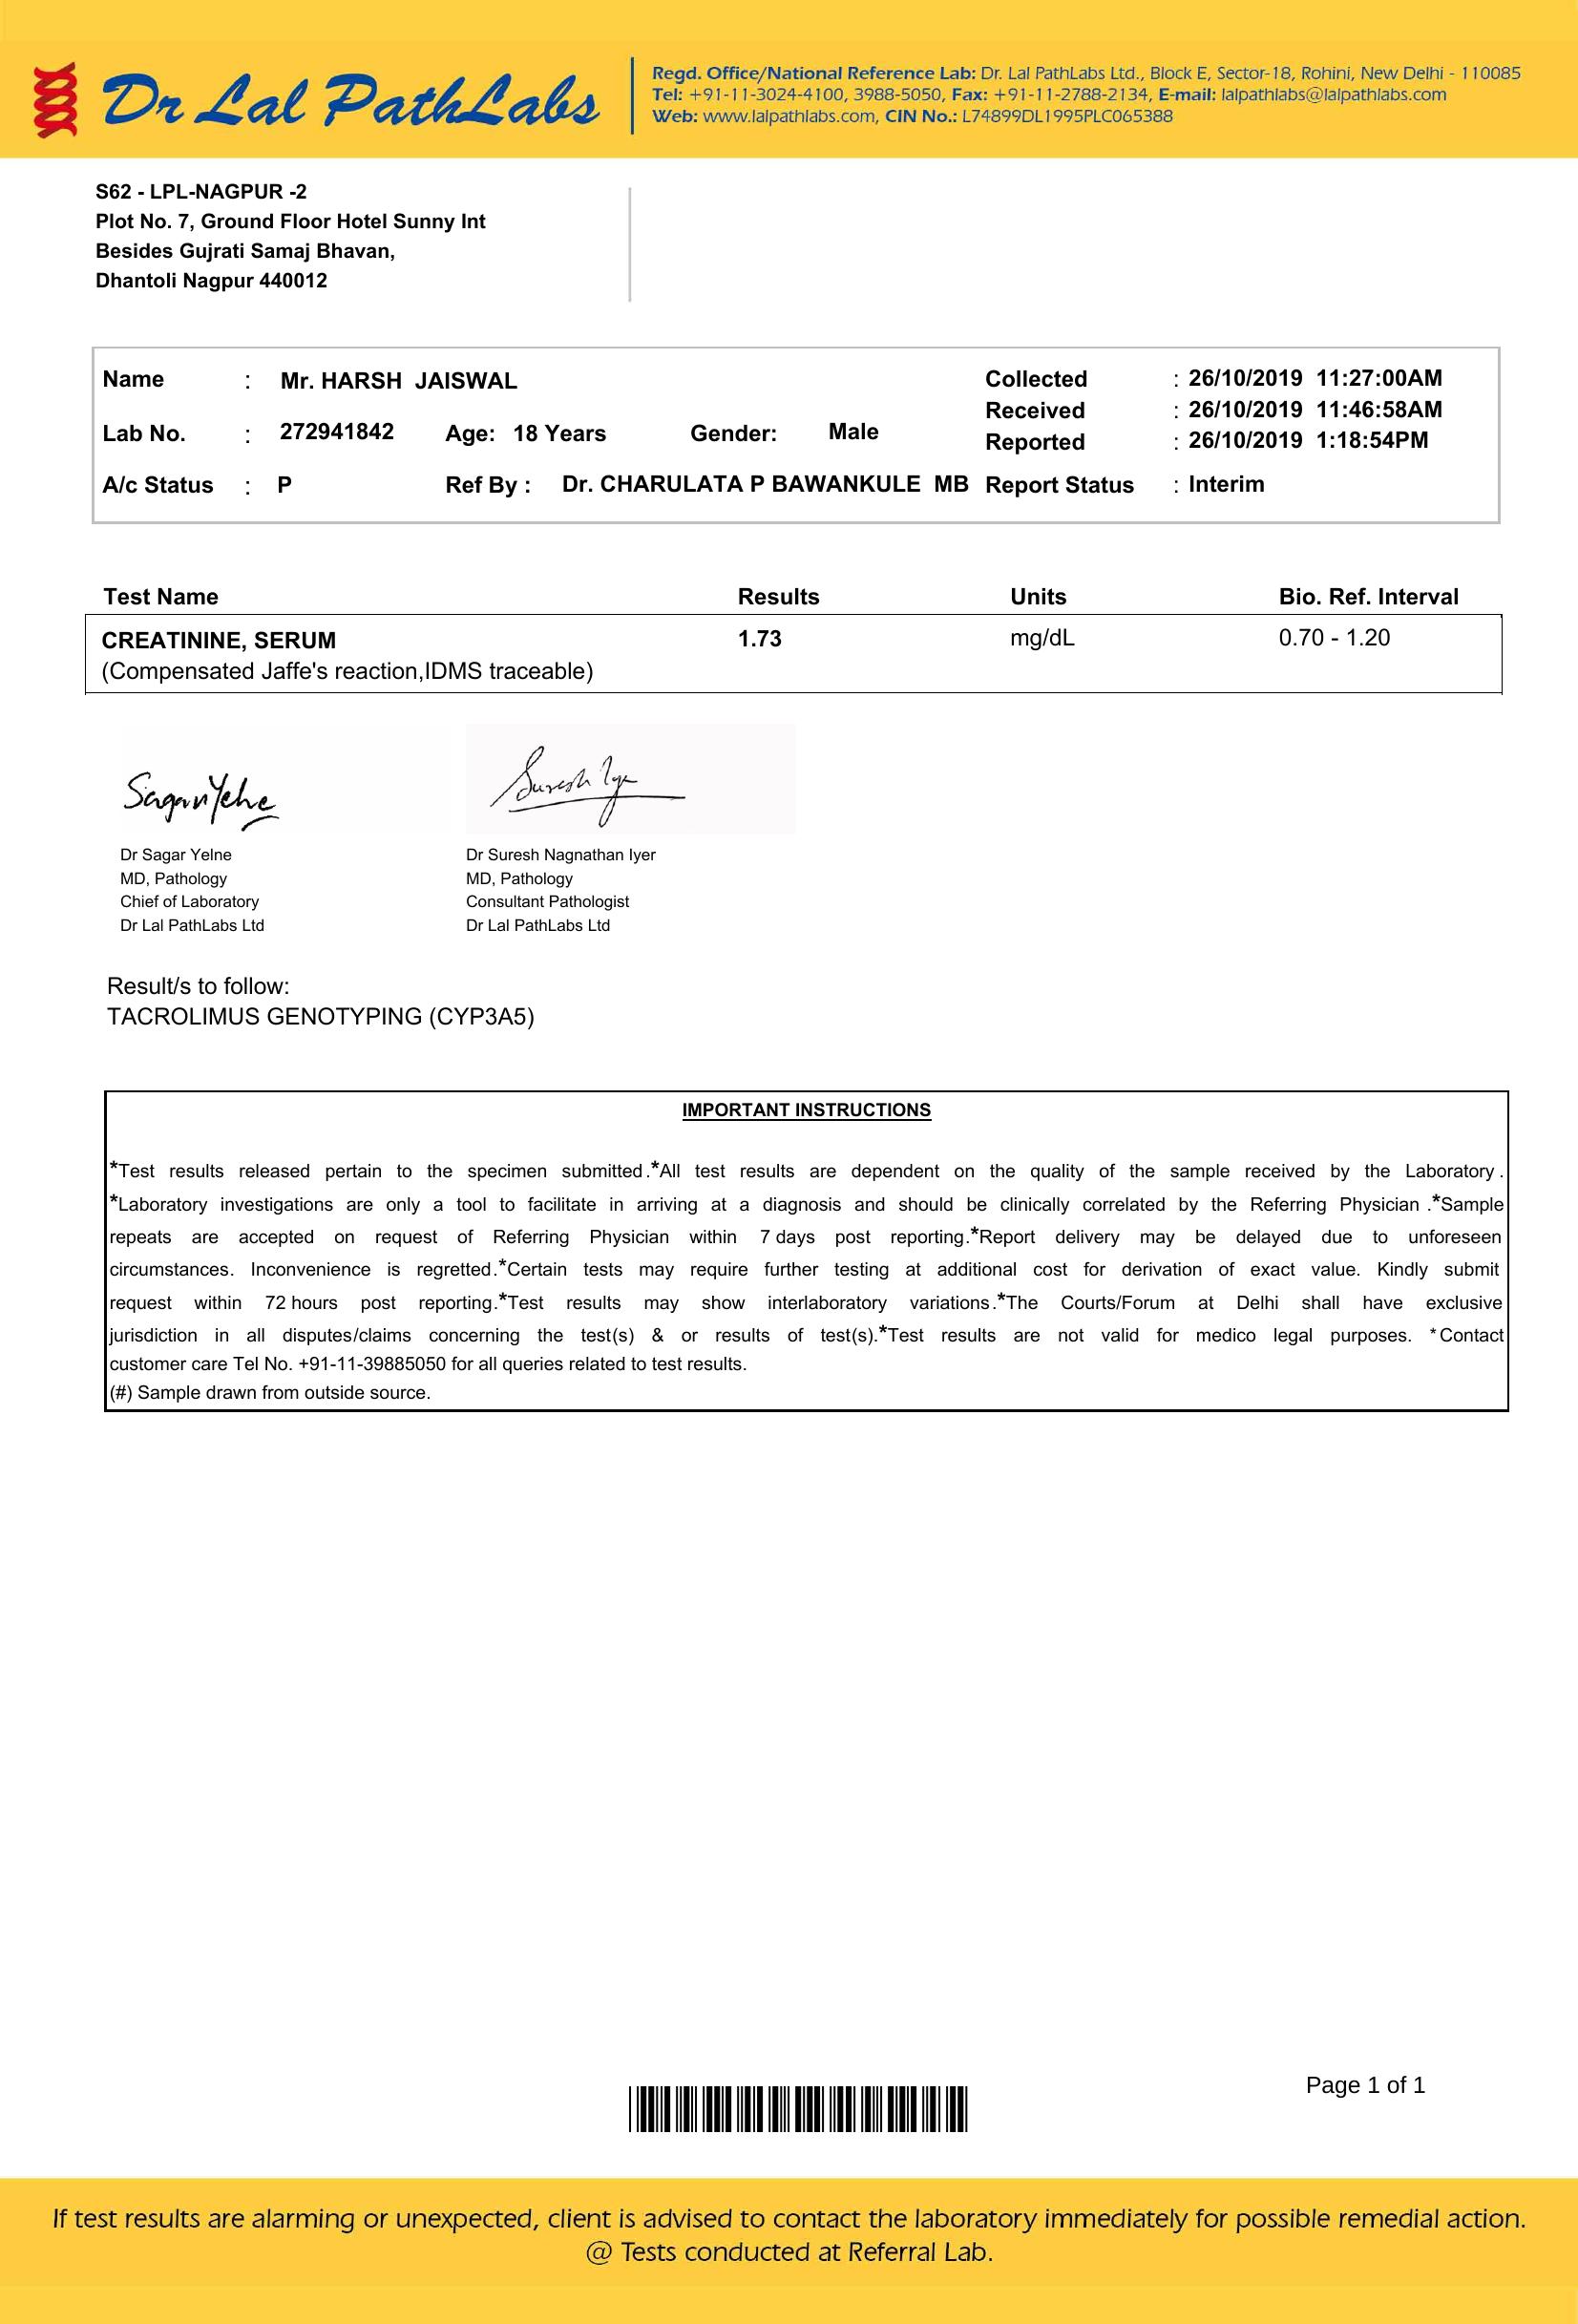 Dr Lal PathLabs
Regd. Office/National Reference Lab: Dr. Lal PathLabs Ltd., Block E, Sector-18, Rohini, New Delhi - 110085
Tel: +91-11-3024-4100, 3988-5050, Fax: +91-11-2788-2134, E-mail: lalpathlabs@lalpathlabs.com
Web: www.lalpathlabs.com, CIN No.: L74899DL1995PLC065388
S62 - LPL-NAGPUR -2
Plot No. 7, Ground Floor Hotel Sunny Int
Besides Gujrati Samaj Bhavan,
Dhantoli Nagpur 440012
Name : Mr. HARSH JAISWAL
Collected : 26/10/2019 11:27:00AM
Received : 26/10/2019 11:46:58AM
Lab No. : 272941842 Age: 18 Years Gender: Male
Reported : 26/10/2019 1:18:54PM
A/c Status : P Ref By : Dr. CHARULATA P BAWANKULE MB Report Status : Interim
Test Name Results Units Bio. Ref. Interval
CREATININE, SERUM 1.73 mg/dL 0.70 - 1.20
(Compensated Jaffe's reaction,IDMS traceable)
Sagar Yelne Suresh Iyer
Dr Sagar Yelne Dr Suresh Nagnathan Iyer
MD, Pathology MD, Pathology
Chief of Laboratory Consultant Pathologist
Dr Lal PathLabs Ltd Dr Lal PathLabs Ltd
Result/s to follow:
TACROLIMUS GENOTYPING (CYP3A5)
IMPORTANT INSTRUCTIONS
*Test results released pertain to the specimen submitted.*All test results are dependent on the quality of the sample received by the Laboratory .
*Laboratory investigations are only a tool to facilitate in arriving at a diagnosis and should be clinically correlated by the Referring Physician .*Sample
repeats are accepted on request of Referring Physician within 7 days post reporting.*Report delivery may be delayed due to unforeseen
circumstances. Inconvenience is regretted.*Certain tests may require further testing at additional cost for derivation of exact value. Kindly submit
request within 72 hours post reporting.*Test results may show interlaboratory variations.*The Courts/Forum at Delhi shall have exclusive
jurisdiction in all disputes/claims concerning the test(s) & or results of test(s).*Test results are not valid for medico legal purposes. *Contact
customer care Tel No. +91-11-39885050 for all queries related to test results.
(#) Sample drawn from outside source.
Page 1 of 1
If test results are alarming or unexpected, client is advised to contact the laboratory immediately for possible remedial action.
@ Tests conducted at Referral Lab.